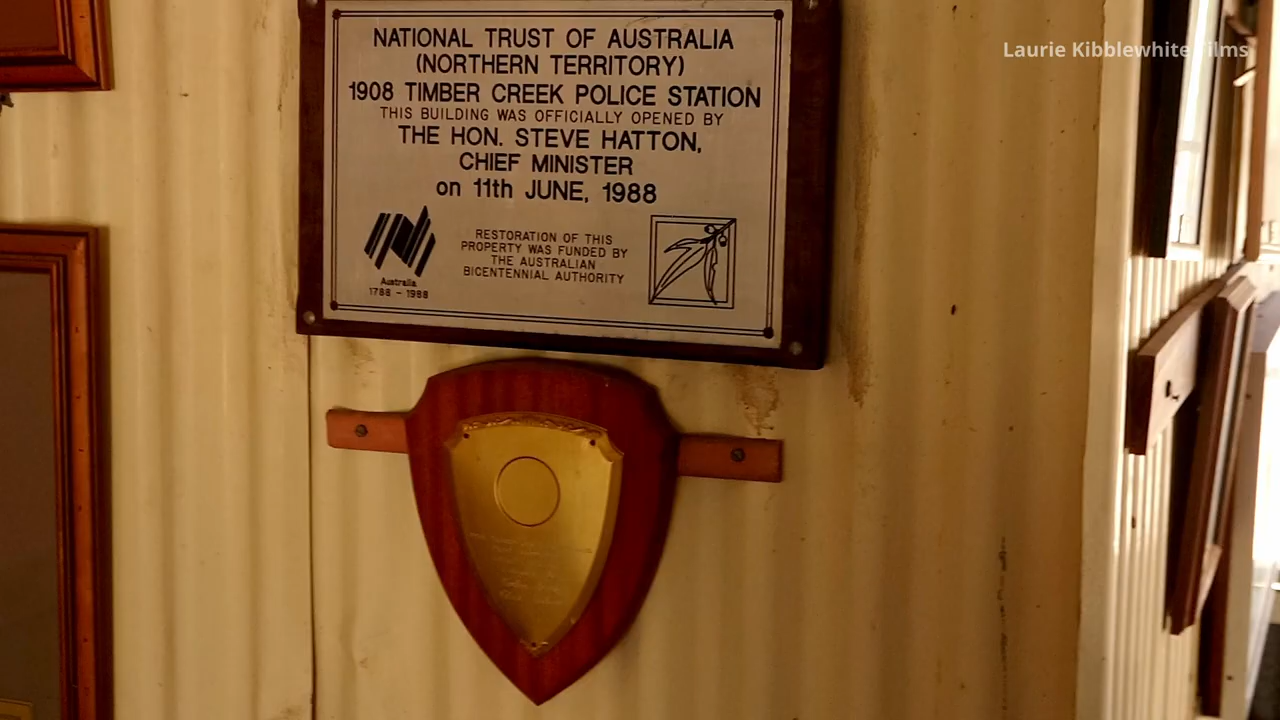 Laurie Kibblewhite Films
NATIONAL TRUST OF AUSTRALIA
(NORTHERN TERRITORY)
1908 TIMBER CREEK POLICE STATION
THIS BUILDING WAS OFFICIALLY OPENED BY
THE HON. STEVE HATTON,
CHIEF MINISTER
on 11th JUNE, 1988
RESTORATION OF THIS
PROPERTY WAS FUNDED BY
THE AUSTRALIAN
BICENTENNIAL AUTHORITY
Australia
1788 - 1988